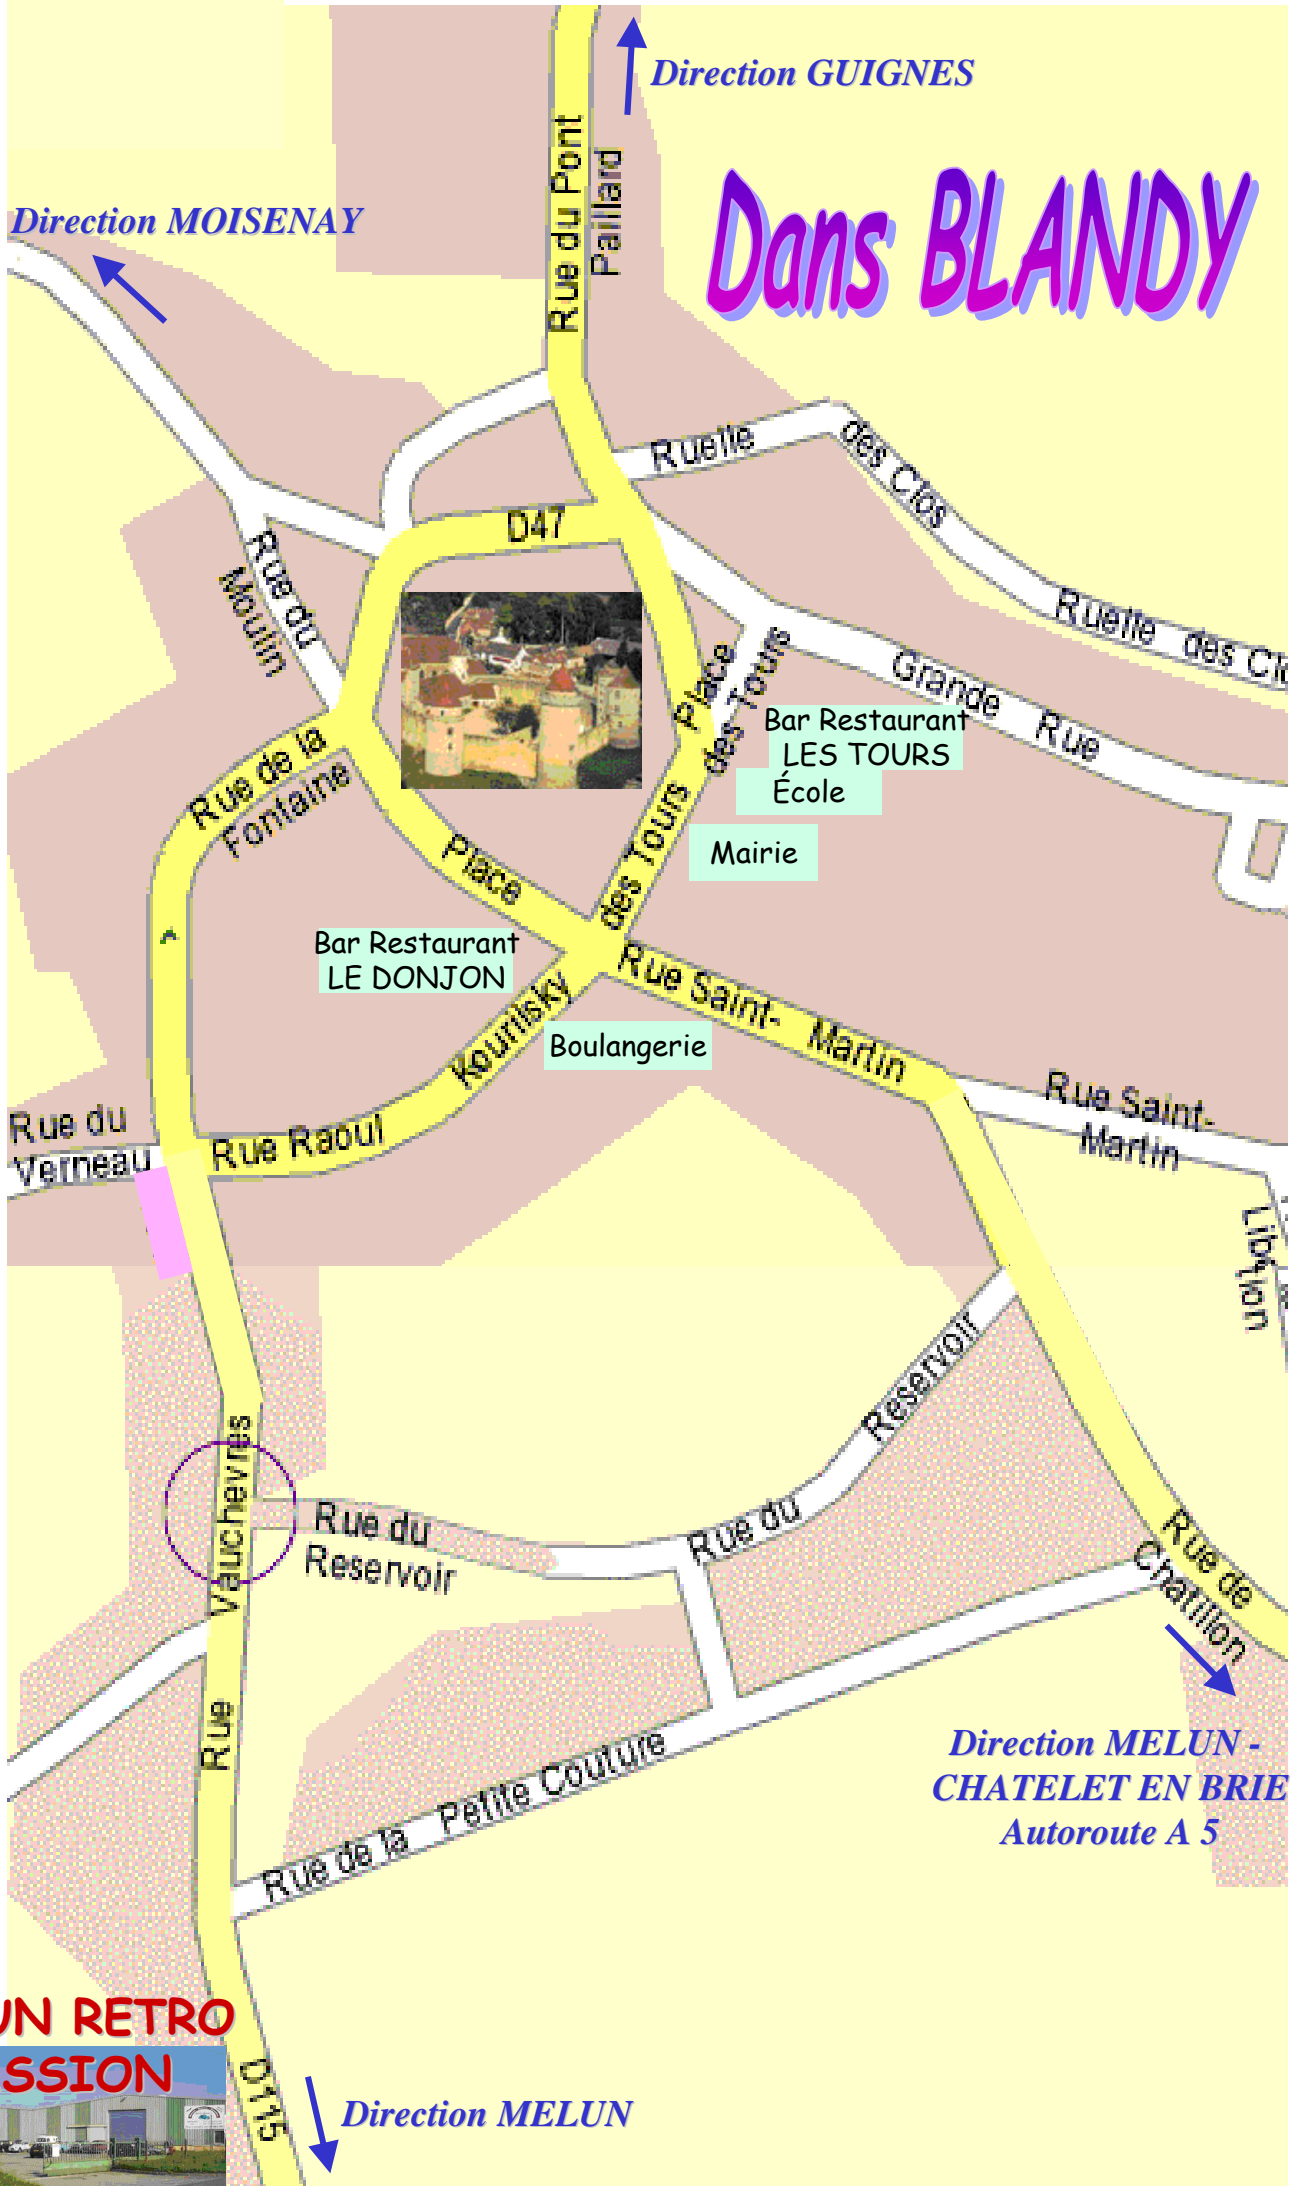 Direction GUIGNES
Rue du Pont
Paillard
Dans BLANDY
Direction MOISENAY
Ruelle
des Clos
D47
Rue du
Moulin
Ruelle des Clo
Place
des Tours
Grande Rue
Bar Restaurant
LES TOURS
École
Mairie
Rue de la
Fontaine
Place
des Tours
Bar Restaurant
LE DONJON
Rue Saint- Martin
Kourilsky
Boulangerie
Rue Saint-
Martin
Rue du
Verneau
Rue Raoul
Reservoir
Vauchevres
Rue du
Reservoir
Rue du
Rue de
Chatillon
Rue
Petite Couture
Rue de la
Direction MELUN -
CHATELET EN BRIE
Autoroute A 5
UN RETRO
SSION
D115
Direction MELUN